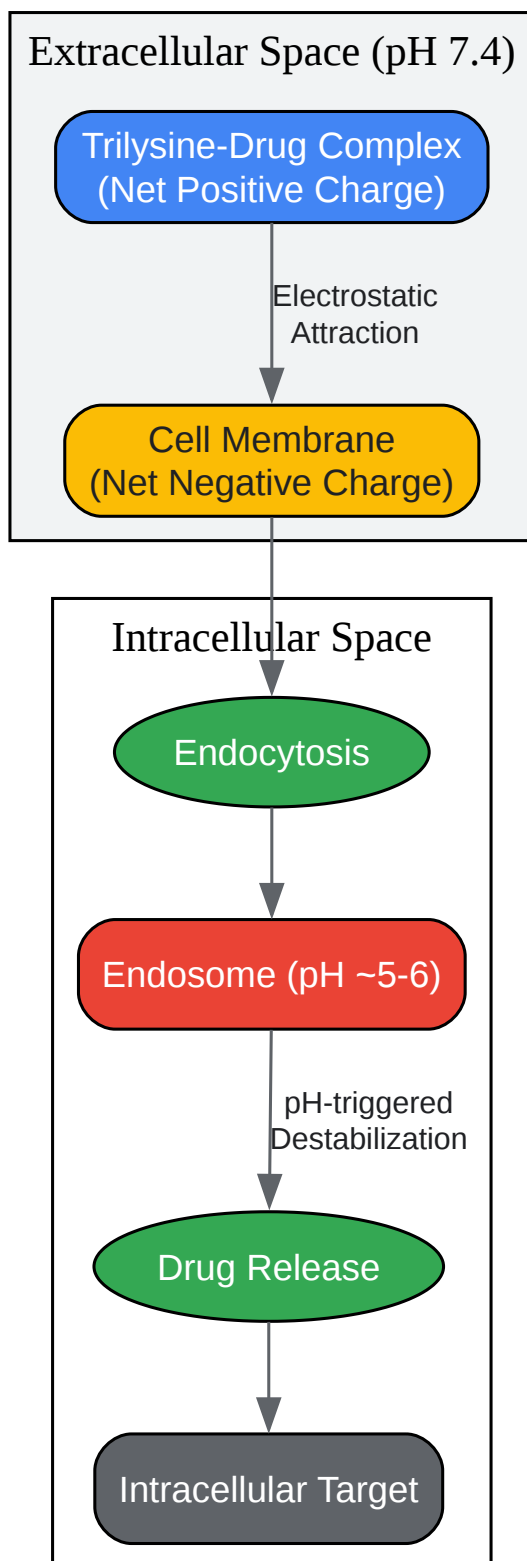 Extracellular Space (pH 7.4)
Trilysine-Drug Complex
(Net Positive Charge)
Electrostatic
Attraction
Cell Membrane
(Net Negative Charge)
Intracellular Space
Endocytosis
Endosome (pH ~5-6)
pH-triggered
Destabilization
Drug Release
Intracellular Target